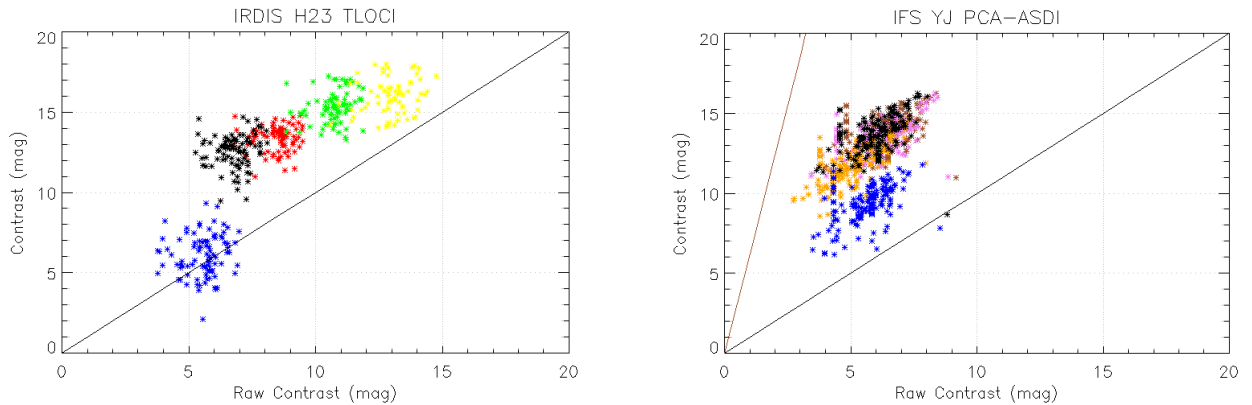 IRDIS H23 TLOCI
20
15
10
5
0
Contrast (mag)
0 5 10 15 20
Raw Contrast (mag)
IFS YJ PCA-ASDI
20
15
10
5
0
Contrast (mag)
0 5 10 15 20
Raw Contrast (mag)